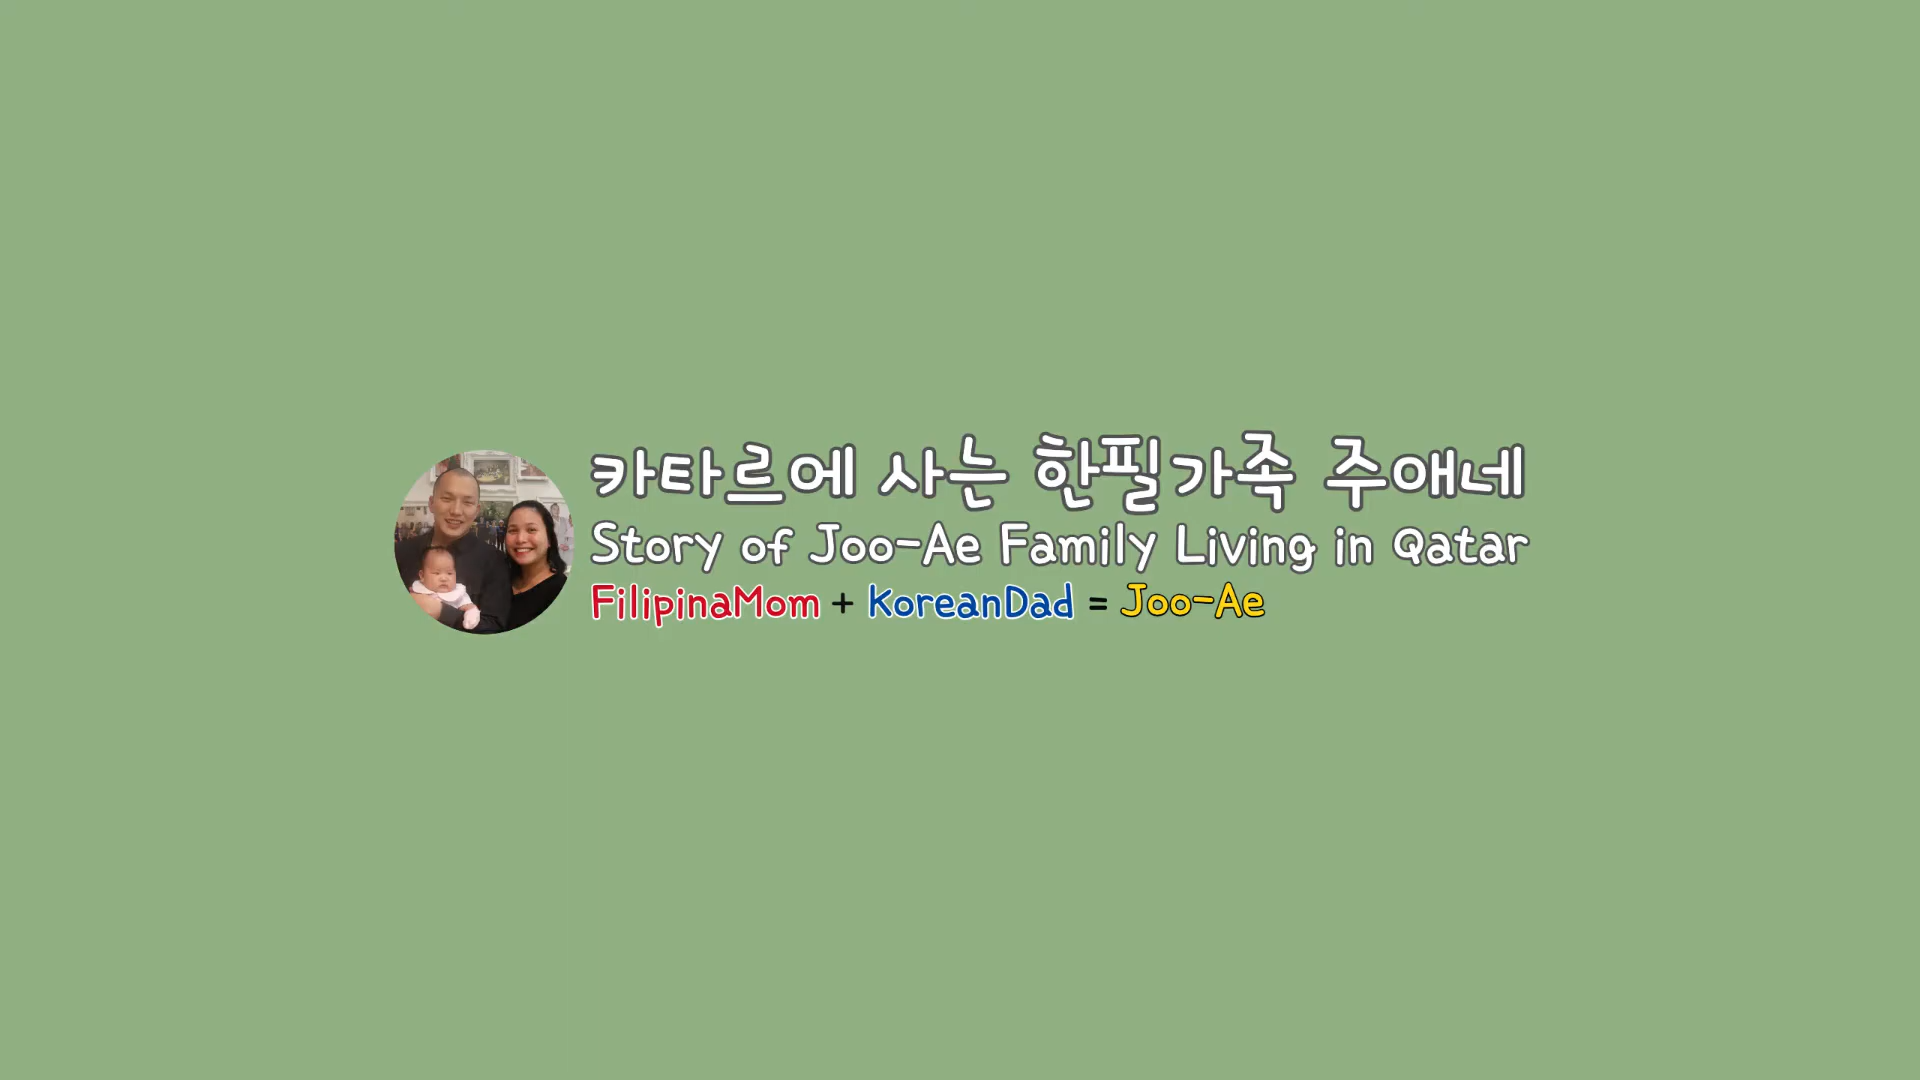 카타르에 사는 한필가족 주애네
Story of Joo-Ae Family Living in Qatar
FilipinaMom + KoreanDad = Joo-Ae